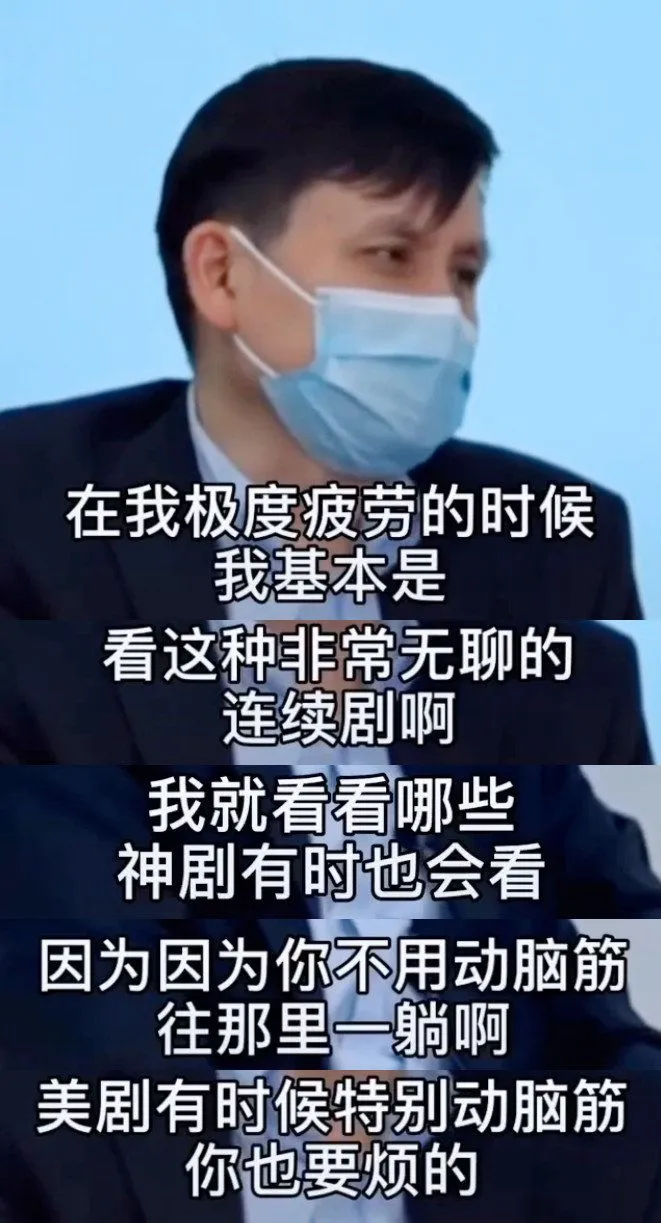 在我极度疲劳的时候
我基本是
看这种非常无聊的
连续剧啊
我就看看哪些
神剧有时也会看
因为因为你不用动脑筋
往那里一躺啊
美剧有时候特别动脑筋
你也要烦的